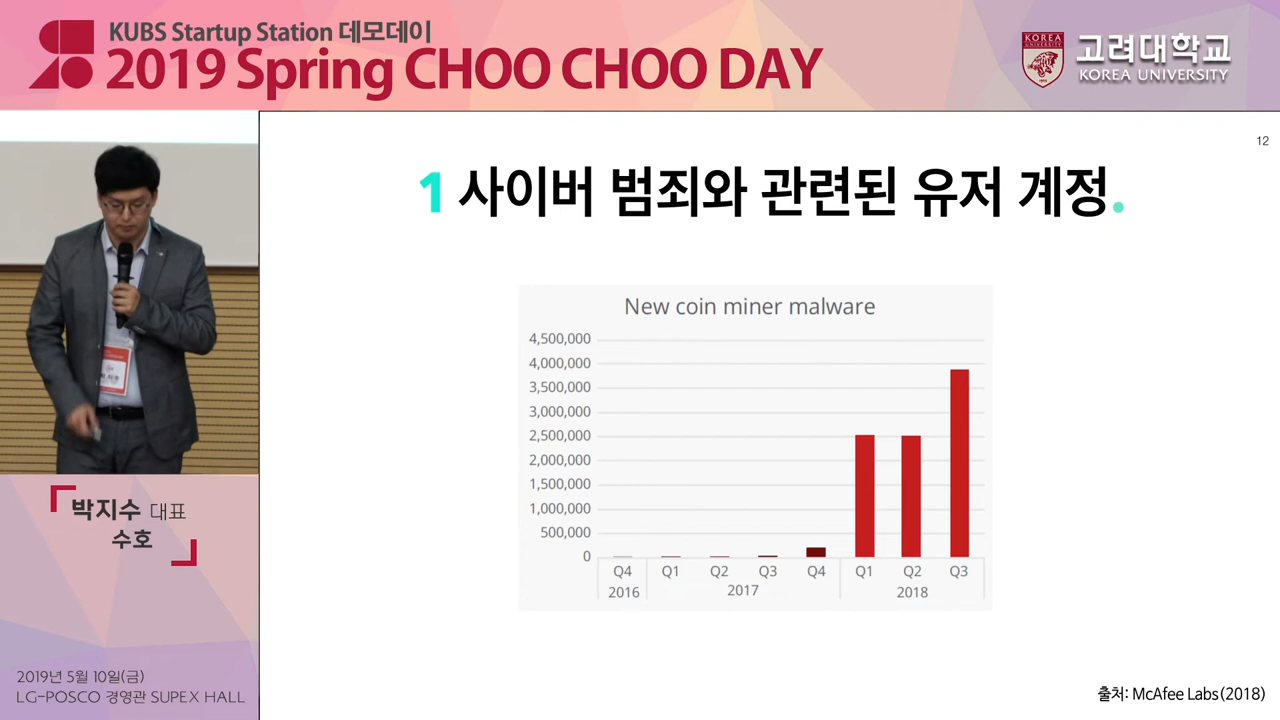 KUBS Startup Station 데모데이
2019 Spring CHOO CHOO DAY
KOREA
UNIVERSITY
고려대학교
KOREA UNIVERSITY
12
1 사이버 범죄와 관련된 유저 계정.
New coin miner malware
4,500,000
4,000,000
3,500,000
3,000,000
2,500,000
2,000,000
1,500,000
1,000,000
500,000
0
Q4 Q1 Q2 Q3 Q4 Q1 Q2 Q3
2016 2017 2018
박지수 대표
수호
2019년 5월 10일(금)
LG-POSCO 경영관 SUPEX HALL
출처: McAfee Labs(2018)